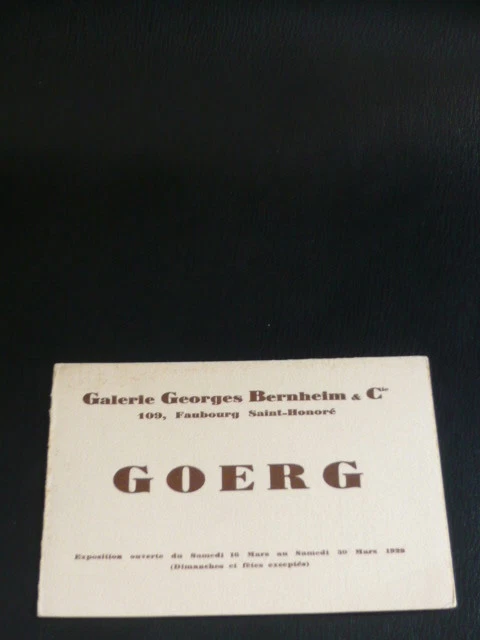 Galerie Georges Bernheim & Cie
109, Faubourg Saint-Honoré
GOERG
Exposition ouverte du Samedi 16 Mars au Samedi 30 Mars
(Dimanches et fêtes exceptés)